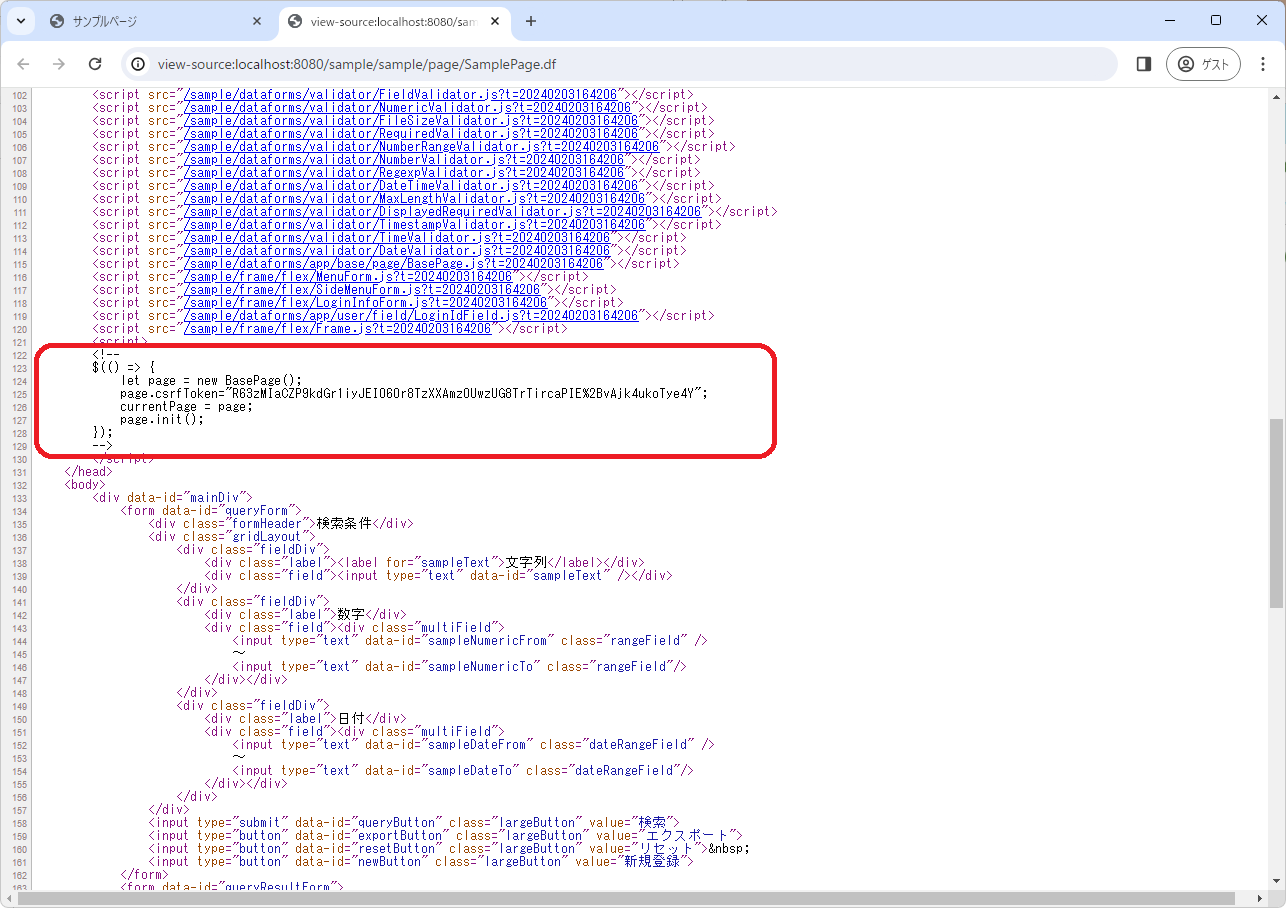 サンプルページ
view-source:localhost:8080/sam
view-source:localhost:8080/sample/sample/page/SamplePage.df
ゲスト
102 <script src="/sample/dataforms/validator/FieldValidator.js?t=20240203164206"></script>
103 <script src="/sample/dataforms/validator/NumericValidator.js?t=20240203164206"></script>
104 <script src="/sample/dataforms/validator/FileSizeValidator.js?t=20240203164206"></script>
105 <script src="/sample/dataforms/validator/RequiredValidator.js?t=20240203164206"></script>
106 <script src="/sample/dataforms/validator/NumberRangeValidator.js?t=20240203164206"></script>
107 <script src="/sample/dataforms/validator/NumberValidator.js?t=20240203164206"></script>
108 <script src="/sample/dataforms/validator/RegexpValidator.js?t=20240203164206"></script>
109 <script src="/sample/dataforms/validator/DateTimeValidator.js?t=20240203164206"></script>
110 <script src="/sample/dataforms/validator/MaxLengthValidator.js?t=20240203164206"></script>
111 <script src="/sample/dataforms/validator/DisplayedRequiredValidator.js?t=20240203164206"></script>
112 <script src="/sample/dataforms/validator/TimestampValidator.js?t=20240203164206"></script>
113 <script src="/sample/dataforms/validator/TimeValidator.js?t=20240203164206"></script>
114 <script src="/sample/dataforms/validator/DateValidator.js?t=20240203164206"></script>
115 <script src="/sample/dataforms/app/base/page/BasePage.js?t=20240203164206"></script>
116 <script src="/sample/frame/flex/MenuForm.js?t=20240203164206"></script>
117 <script src="/sample/frame/flex/SideMenuForm.js?t=20240203164206"></script>
118 <script src="/sample/frame/flex/LoginInfoForm.js?t=20240203164206"></script>
119 <script src="/sample/dataforms/app/user/field/LoginIdField.js?t=20240203164206"></script>
120 <script src="/sample/frame/flex/Frame.js?t=20240203164206"></script>
121 <script>
122 <!--
123 $(() => {
124 let page = new BasePage();
125 page.csrfToken="R63zMIaCZP9kdGr1iyJEIO6Or8TzXXAmzOUwzUG8TrTircaPIE%2BvAjk4ukoTye4Y";
126 currentPage = page;
127 page.init();
128 });
129 -->
130 </script>
131 </head>
132 <body>
133 <div data-id="mainDiv">
134 <form data-id="queryForm">
135 <div class="formHeader">検索条件</div>
136 <div class="gridLayout">
137 <div class="fieldDiv">
138 <div class="label"><label for="sampleText">文字列</label></div>
139 <div class="field"><input type="text" data-id="sampleText" /></div>
140 </div>
141 <div class="fieldDiv">
142 <div class="label">数字</div>
143 <div class="field"><div class="multiField">
144 <input type="text" data-id="sampleNumericFrom" class="rangeField" />
145 ～
146 <input type="text" data-id="sampleNumericTo" class="rangeField"/>
147 </div></div>
148 </div>
149 <div class="fieldDiv">
150 <div class="label">日付</div>
151 <div class="field"><div class="multiField">
152 <input type="text" data-id="sampleDateFrom" class="dateRangeField" />
153 ～
154 <input type="text" data-id="sampleDateTo" class="dateRangeField"/>
155 </div></div>
156 </div>
157 </div>
158 <input type="submit" data-id="queryButton" class="largeButton" value="検索">
159 <input type="button" data-id="exportButton" class="largeButton" value="エクスポート">
160 <input type="button" data-id="resetButton" class="largeButton" value="リセット">&nbsp;
161 <input type="button" data-id="newButton" class="largeButton" value="新規登録">
162 </form>
163 <form data-id="queryResultForm">